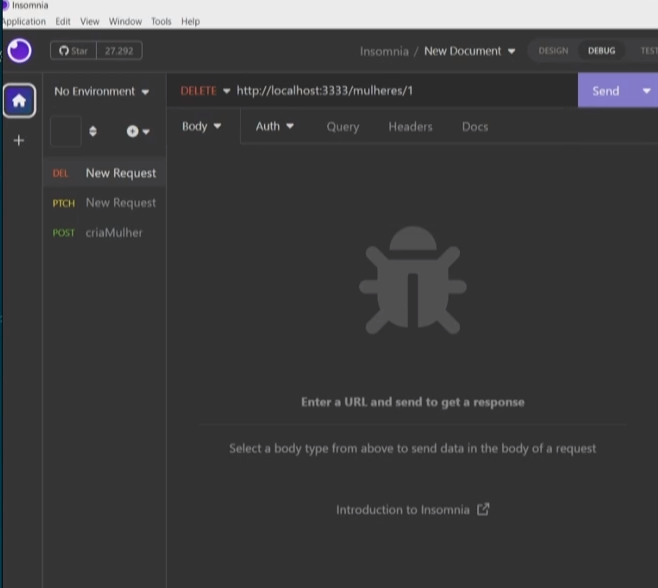 Insomnia
Application Edit View Window Tools Help
Star 27.292 Insomnia / New Document DESIGN DEBUG TEST
No Environment DELETE http://localhost:3333/mulheres/1 Send
Body Auth Query Headers Docs
DEL New Request
PTCH New Request
POST criaMulher
Enter a URL and send to get a response
Select a body type from above to send data in the body of a request
Introduction to Insomnia